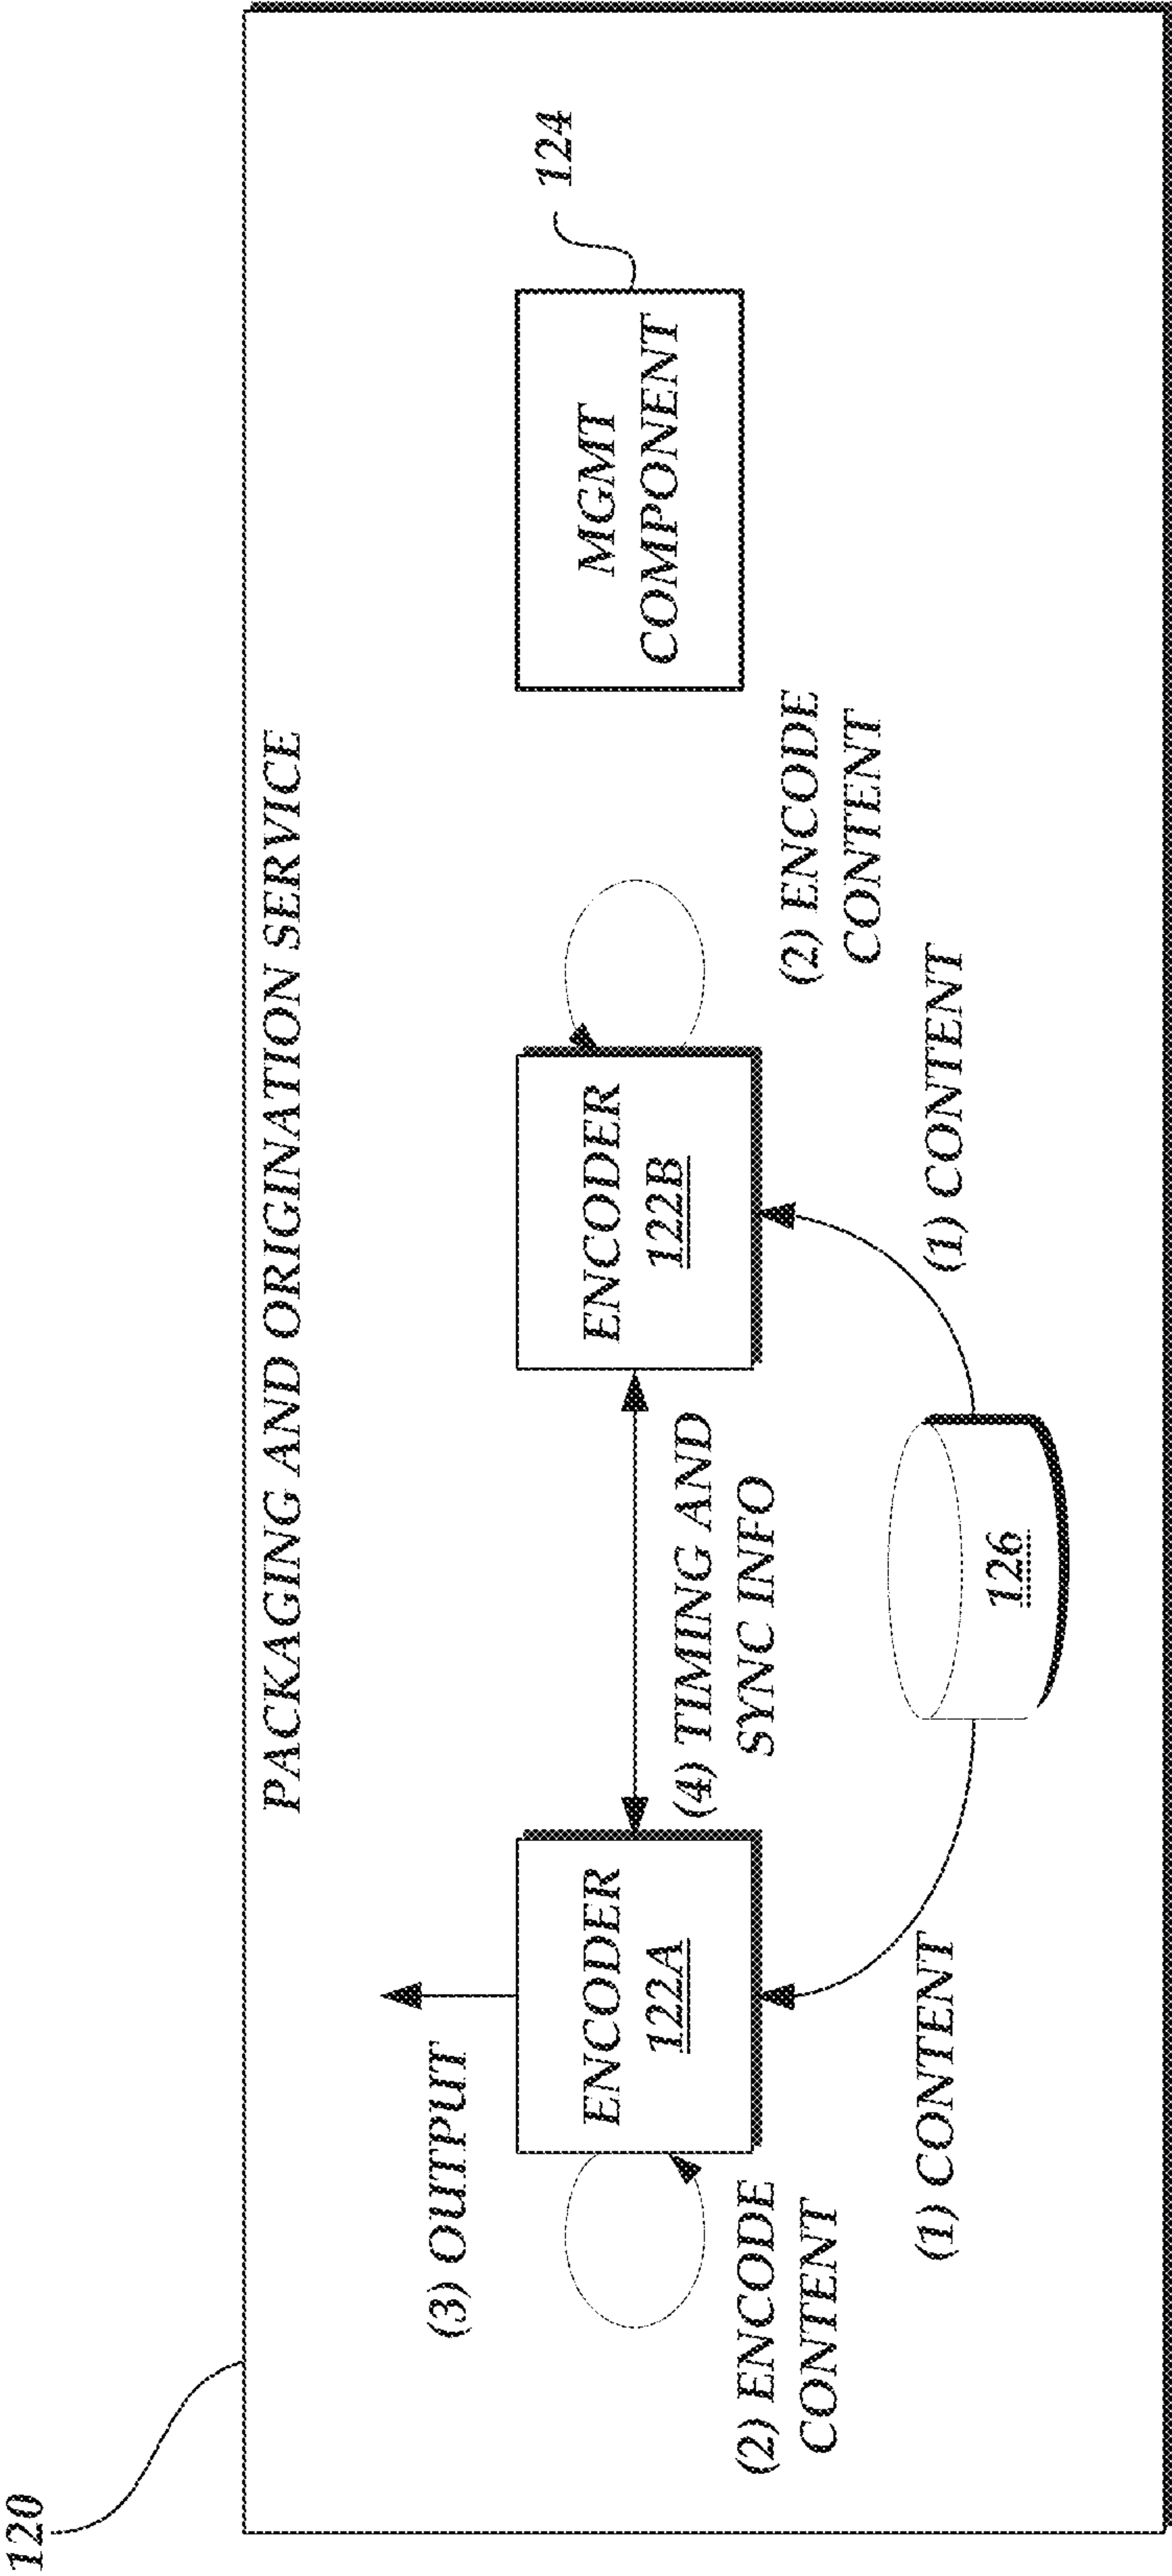 120
PACKAGING AND ORIGINATION SERVICE
(3) OUTPUT
ENCODER
122A
ENCODER
122B
MGMT
COMPONENT
124
(4) TIMING AND
SYNC INFO
(2) ENCODE
CONTENT
(2) ENCODE
CONTENT
(1) CONTENT
(1) CONTENT
126